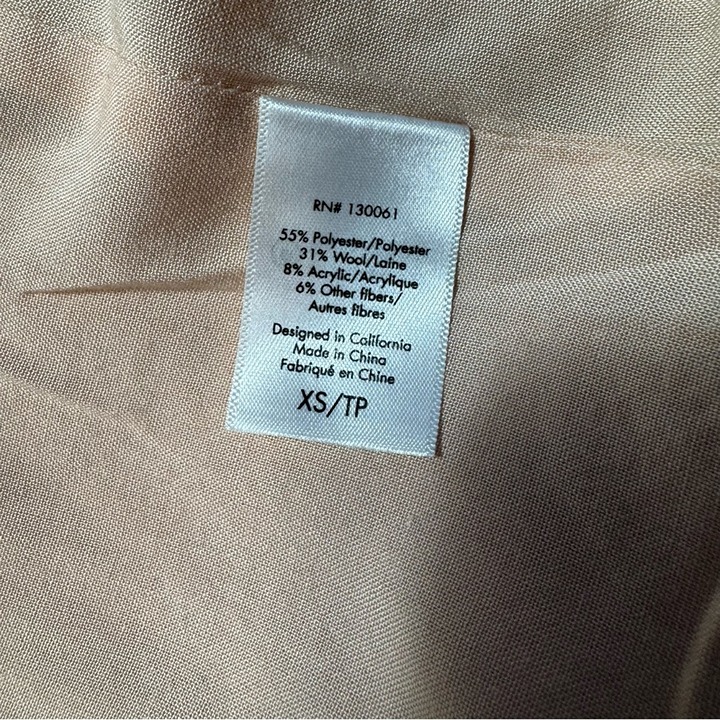 RN# 130061
55% Polyester/Polyester
31% Wool/Laine
8% Acrylic/Acrylique
6% Other fibers/
Autres fibres
Designed in California
Made in China
Fabriqué en Chine
XS/TP